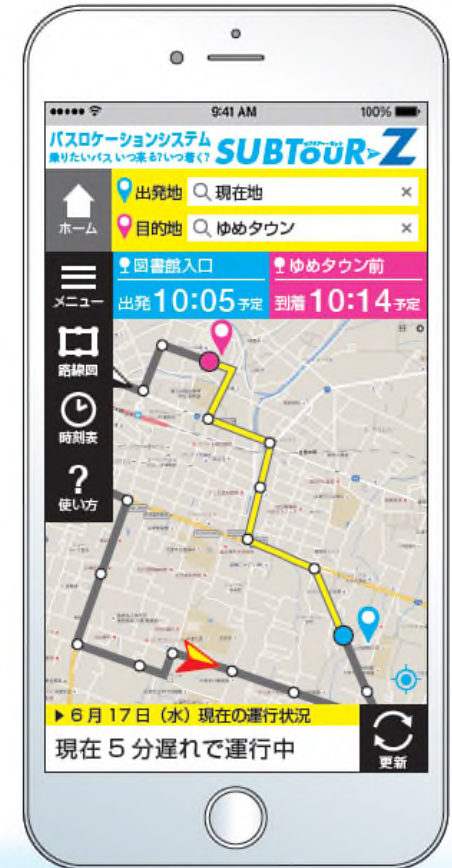 9:41 AM
100%
バスロケーションシステム
乗りたいバス いつ来る?いつ着く?
SUBTOUR-Z
ホーム
出発地
現在地
×
目的地
ゆめタウン
×
メニュー
図書館入口
出発10:05予定
ゆめタウン前
到着10:14予定
路線図
時刻表
?
使い方
6月17日（水）現在の運行状況
現在5分遅れで運行中
更新